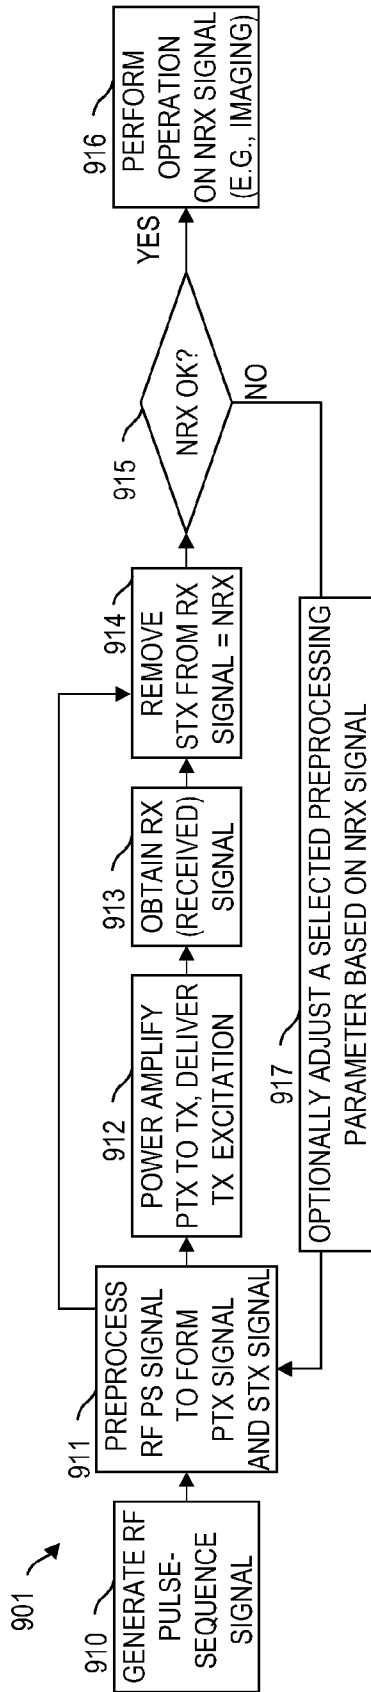 901
910
GENERATE RF
PULSE-
SEQUENCE
SIGNAL
911
PREPROCESS
RF PS SIGNAL
TO FORM
PTX SIGNAL
AND STX SIGNAL
912
POWER AMPLIFY
PTX TO TX, DELIVER
TX EXCITATION
913
OBTAIN RX
(RECEIVED)
SIGNAL
914
REMOVE
STX FROM RX
SIGNAL = NRX
915
NRX OK?
YES
NO
916
PERFORM
OPERATION
ON NRX SIGNAL
(E.G., IMAGING)
917
OPTIONALLY ADJUST A SELECTED PREPROCESSING
PARAMETER BASED ON NRX SIGNAL